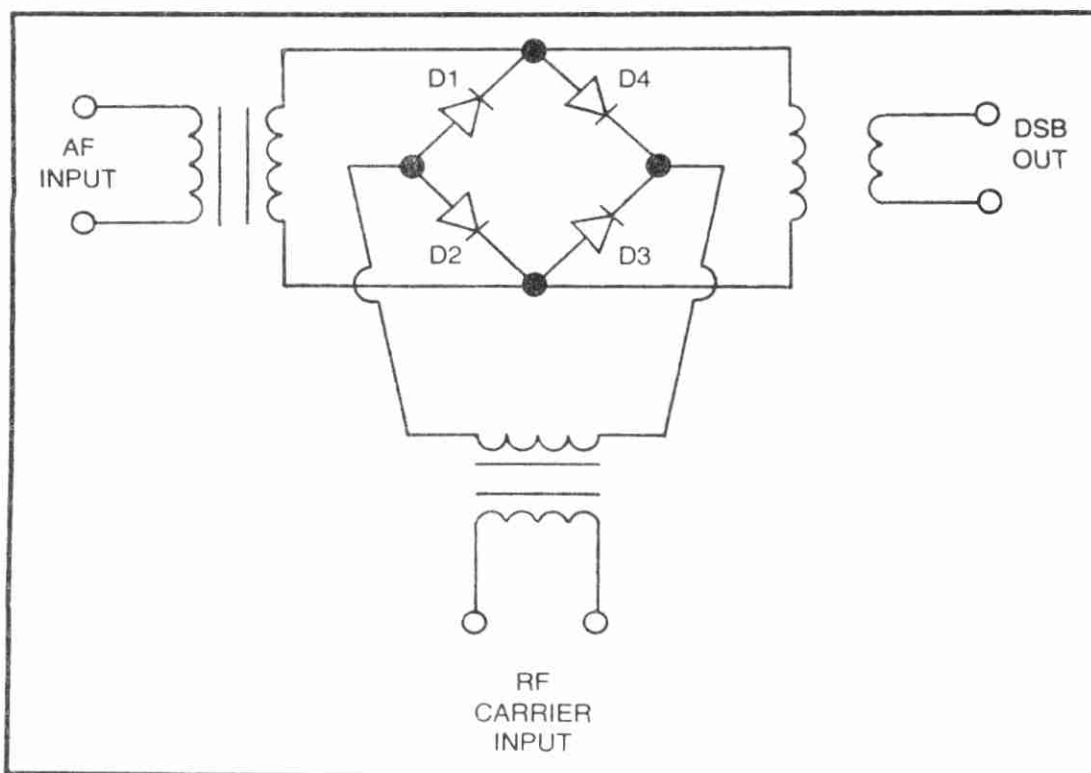 D1
D4
AF
INPUT
DSB
OUT
D2
D3
RF
CARRIER
INPUT